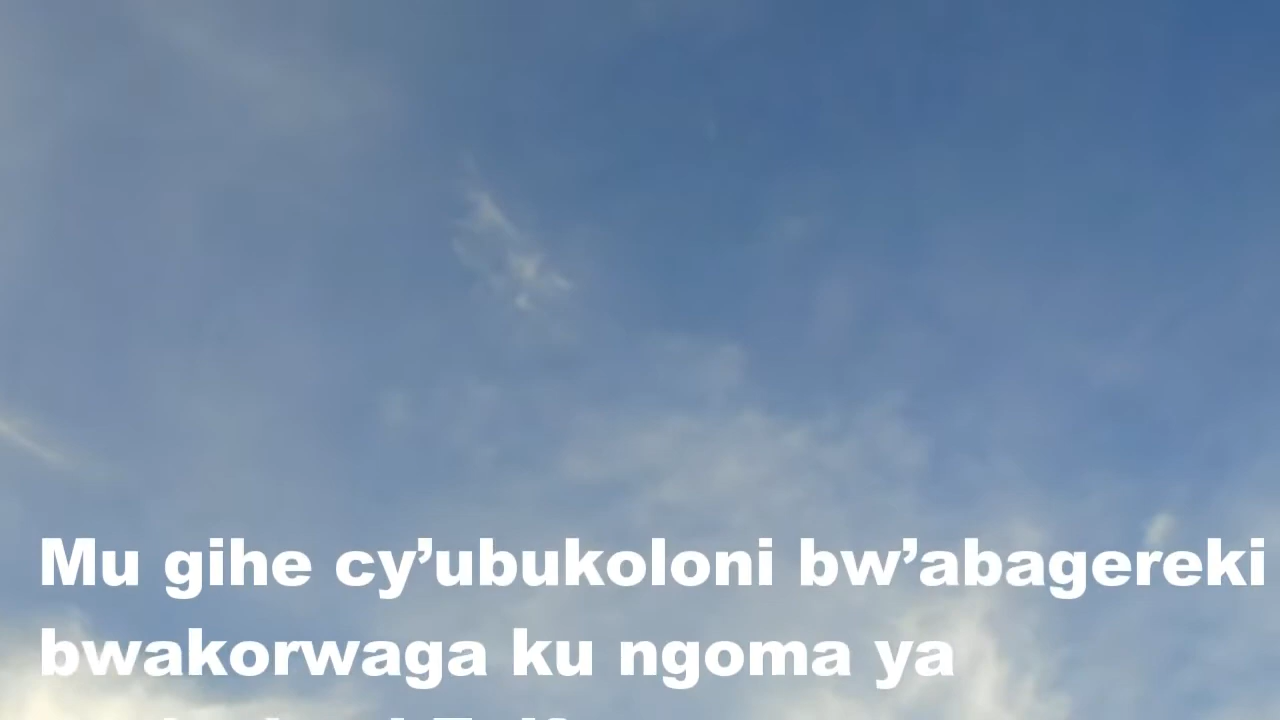 Mu gihe cy’ubukoloni bw’abagereki
bwakorwaga ku ngoma ya